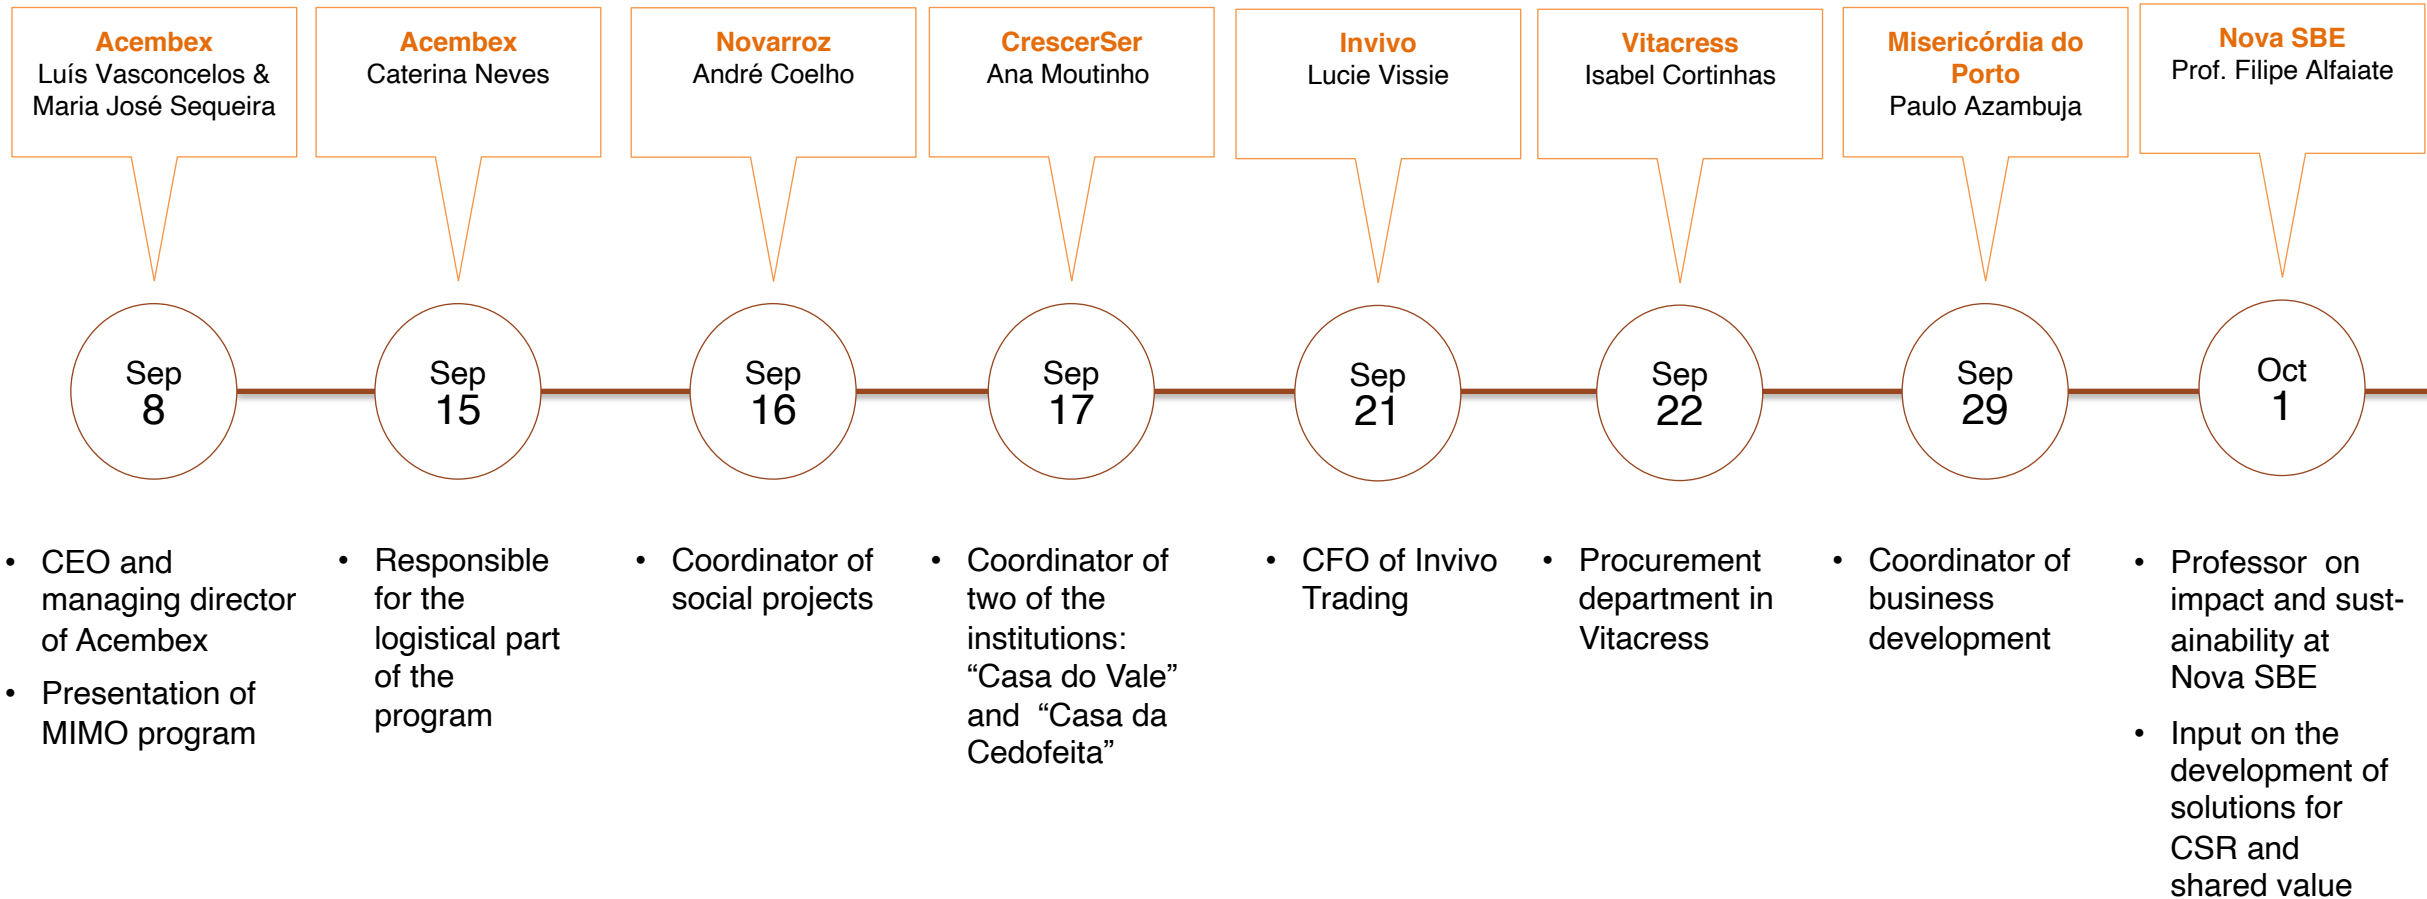 Acembex
Luís Vasconcelos &
Maria José Sequeira
Acembex
Caterina Neves
Novarroz
André Coelho
CrescerSer
Ana Moutinho
Invivo
Lucie Vissie
Vitacress
Isabel Cortinhas
Misericórdia do
Porto
Paulo Azambuja
Nova SBE
Prof. Filipe Alfaiate
Sep
8
Sep
15
Sep
16
Sep
17
Sep
21
Sep
22
Sep
29
Oct
1
• CEO and
managing director
of Acembex
• Presentation of
MIMO program
• Responsible
for the
logistical part
of the
program
• Coordinator of
social projects
• Coordinator of
two of the
institutions:
“Casa do Vale”
and “Casa da
Cedofeita”
• CFO of Invivo
Trading
• Procurement
department in
Vitacress
• Coordinator of
business
development
• Professor on
impact and sust-
ainability at
Nova SBE
• Input on the
development of
solutions for
CSR and
shared value